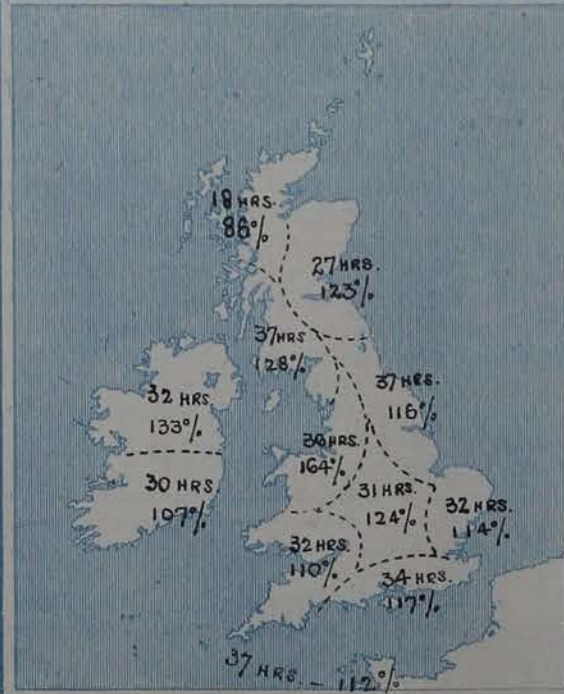 18 HRS.
86%
27 HRS.
123%
37 HRS
128%
37 HRS.
116%
32 HRS
133%
36 HRS.
164%
30 HRS
107%
31 HRS.
124%
32 HRS.
114%
32 HRS.
110%
34 HRS.
117%
37 HRS. - 112%